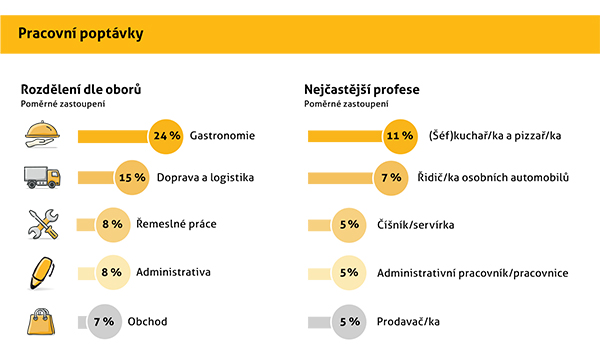 Pracovní poptávky
Rozdělení dle oborů
Poměrné zastoupení
24 % Gastronomie
15 % Doprava a logistika
8 % Řemeslné práce
8 % Administrativa
7 % Obchod
Nejčastější profese
Poměrné zastoupení
11 % (Šéf)kuchař/ka a pizzař/ka
7 % Řidič/ka osobních automobilů
5 % Čišník/servírka
5% Administrativní pracovník/pracovnice
5 % Prodavač/ka